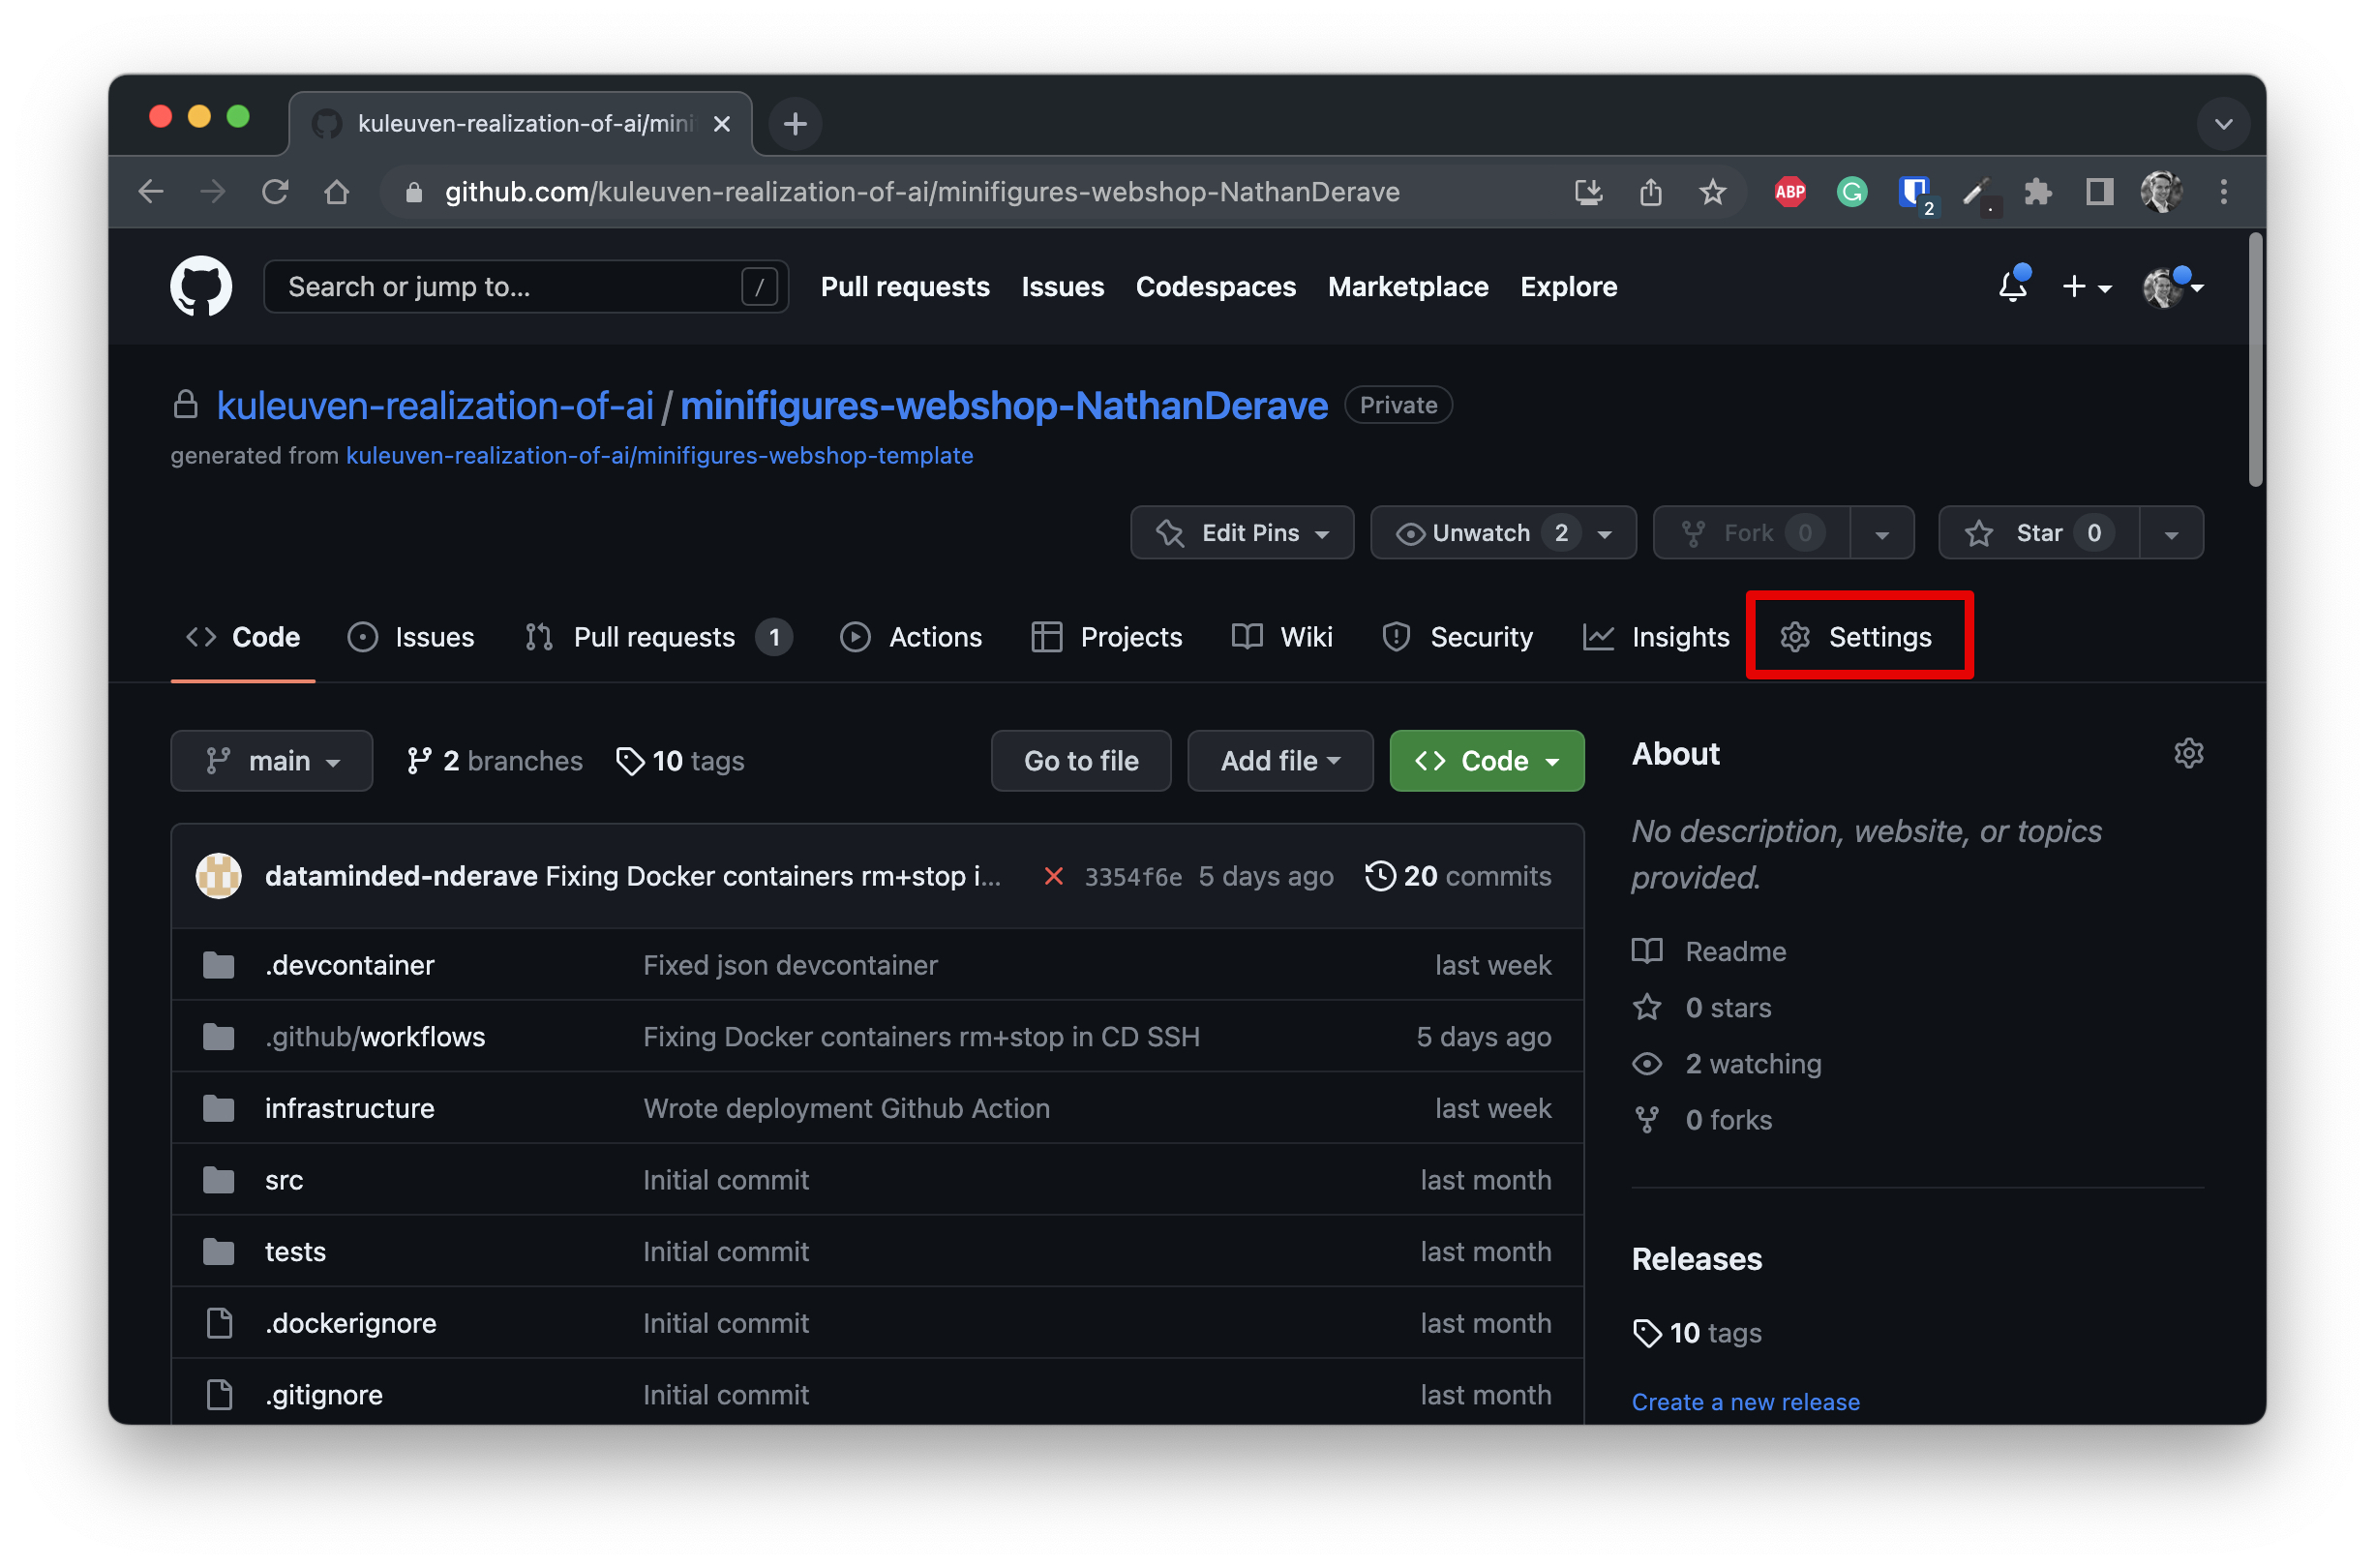 kuleuven-realization-of-ai/mini
github.com/kuleuven-realization-of-ai/minifigures-webshop-NathanDerave
ABP
2
Search or jump to... /
Pull requests Issues Codespaces Marketplace Explore
kuleuven-realization-of-ai / minifigures-webshop-NathanDerave Private
generated from kuleuven-realization-of-ai/minifigures-webshop-template
Edit Pins Unwatch 2 Fork 0 Star 0
Code Issues Pull requests 1 Actions Projects Wiki Security Insights Settings
main 2 branches 10 tags Go to file Add file Code
dataminded-nderave Fixing Docker containers rm+stop i... 3354f6e 5 days ago 20 commits
.devcontainer Fixed json devcontainer last week
.github/workflows Fixing Docker containers rm+stop in CD SSH 5 days ago
infrastructure Wrote deployment Github Action last week
src Initial commit last month
tests Initial commit last month
.dockerignore Initial commit last month
.gitignore Initial commit last month
About
No description, website, or topics
provided.
Readme
0 stars
2 watching
0 forks
Releases
10 tags
Create a new release